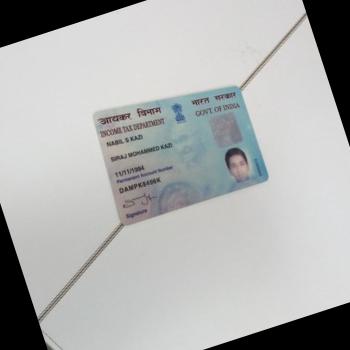 आयकर विभाग
भारत सरकार
INCOME TAX DEPARTMENT
GOVT. OF INDIA
NABIL S KAZI
SIRAJ MOHAMMED KAZI
11/11/1994
Permanent Account Number
DAMPK8496K
Signature